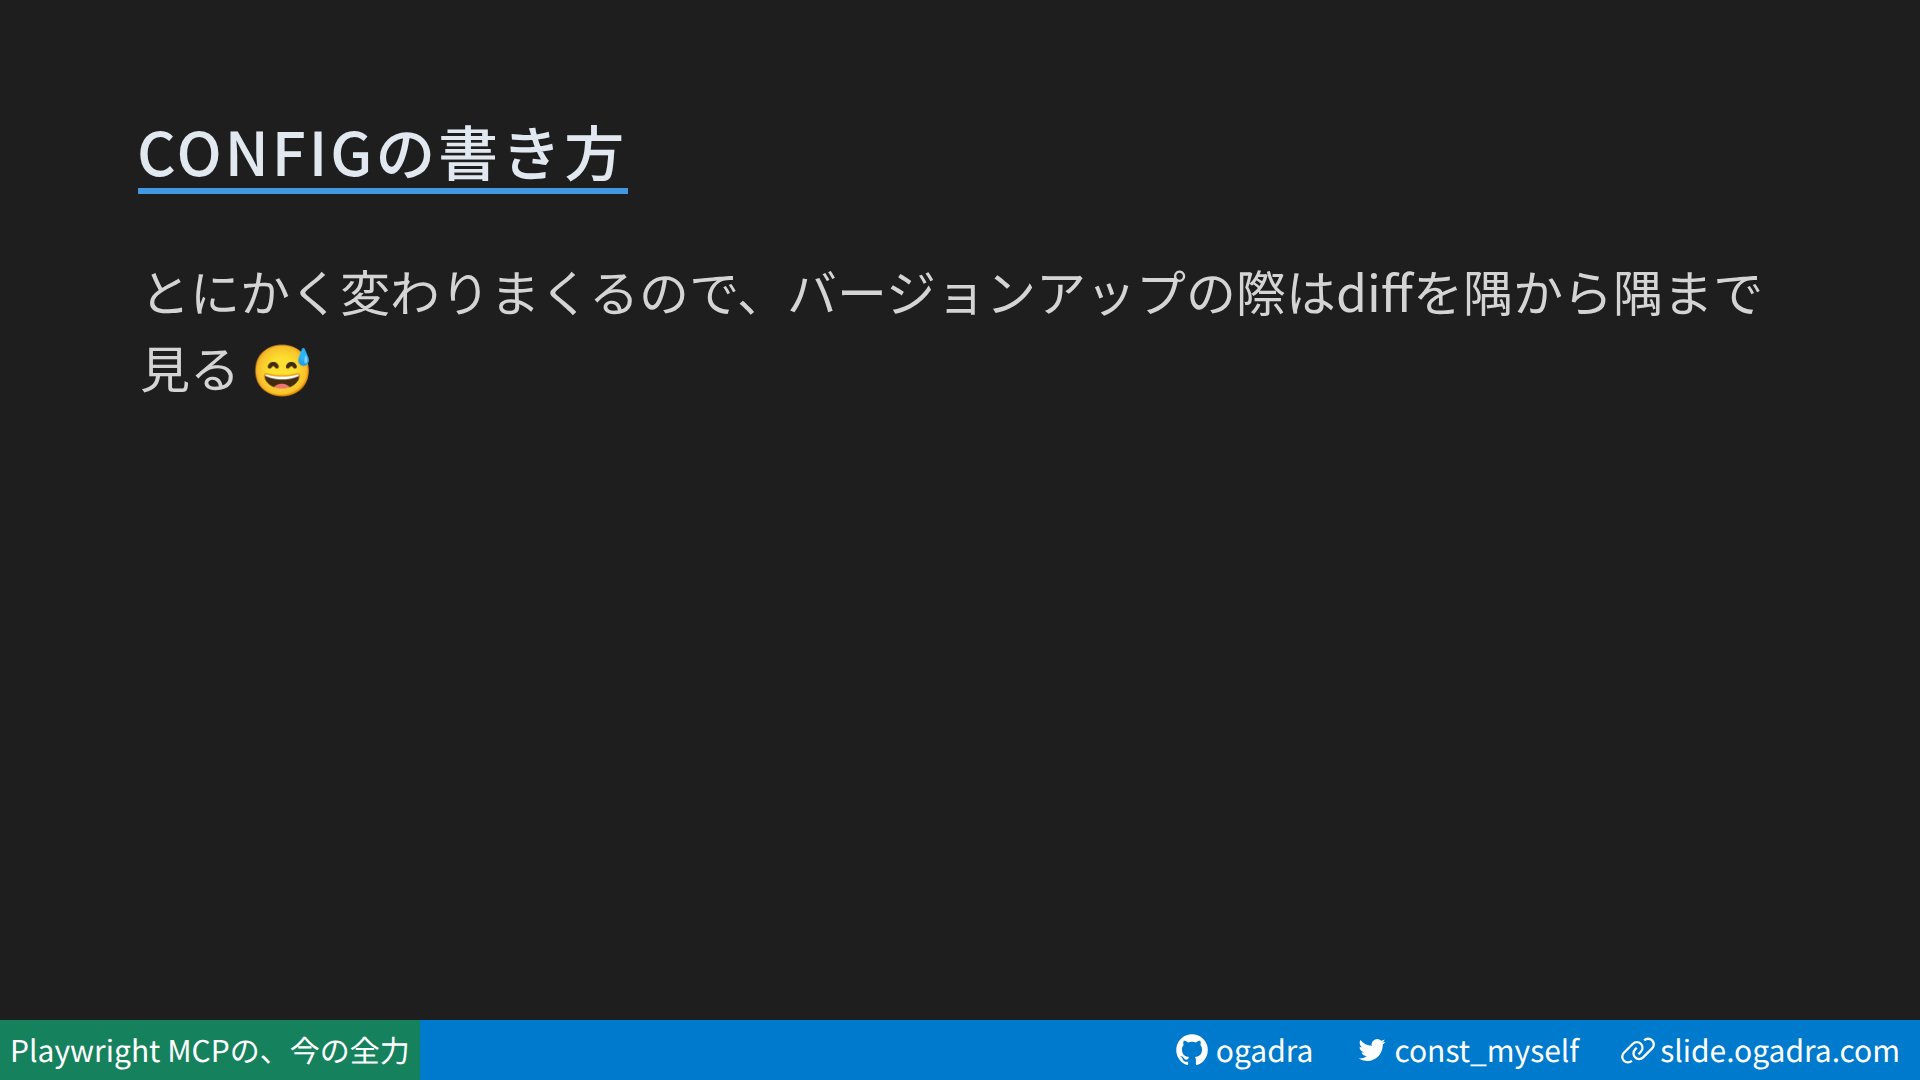 CONFIGの書き方
とにかく変わりまくるので、バージョンアップの際はdiffを隅から隅まで
見る 😅
Playwright MCPの、今の全力
ogadra
const_myself
slide.ogadra.com